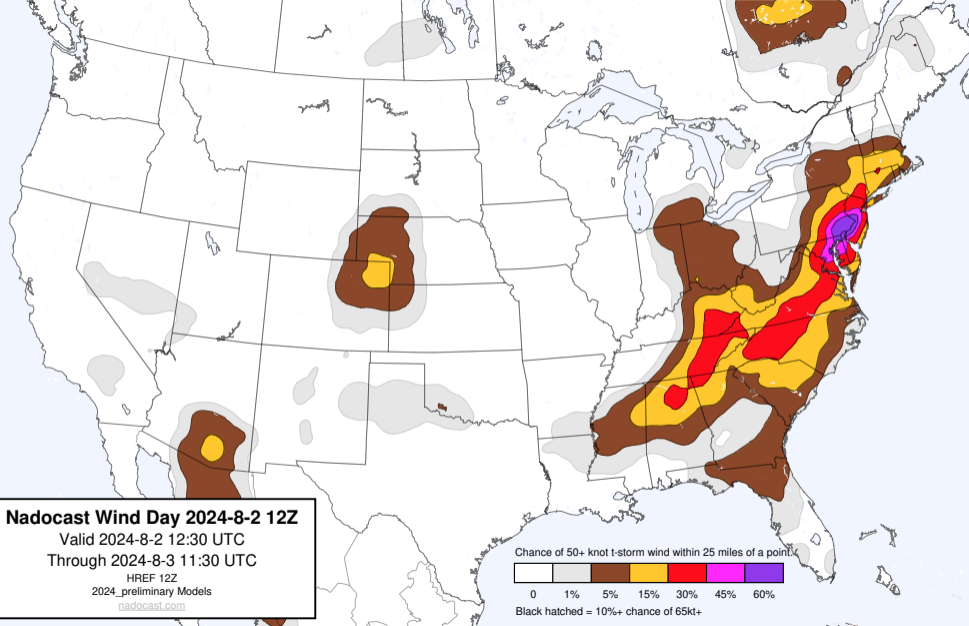 Nadocast Wind Day 2024-8-2 12Z
Valid 2024-8-2 12:30 UTC
Through 2024-8-3 11:30 UTC
HREF 12Z
2024_preliminary Models
nadocast.com
Chance of 50+ knot t-storm wind within 25 miles of a point.
0 1% 5% 15% 30% 45% 60%
Black hatched = 10%+ chance of 65kt+